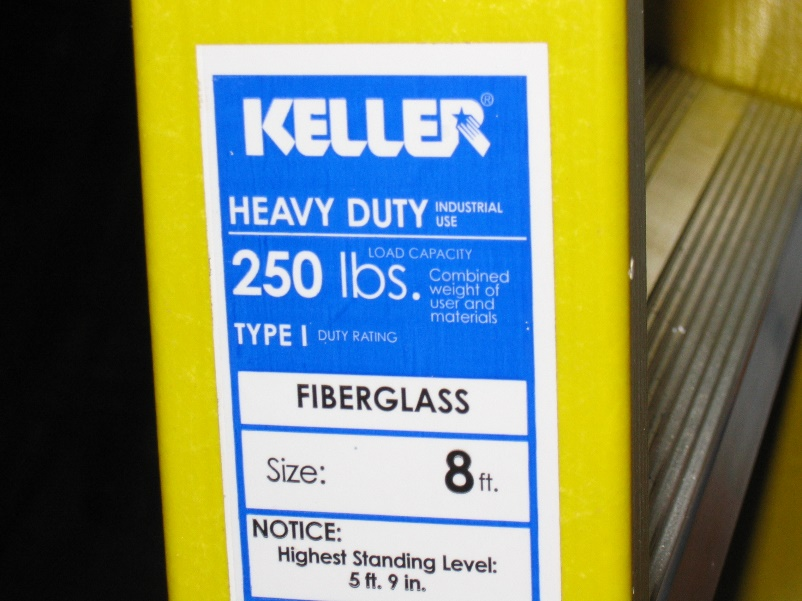 KELLER®
HEAVY DUTY INDUSTRIAL USE
LOAD CAPACITY
250 lbs. Combined
weight of
user and
materials
TYPE I DUTY RATING
FIBERGLASS
Size: 8 ft.
NOTICE:
Highest Standing Level:
5 ft. 9 in.